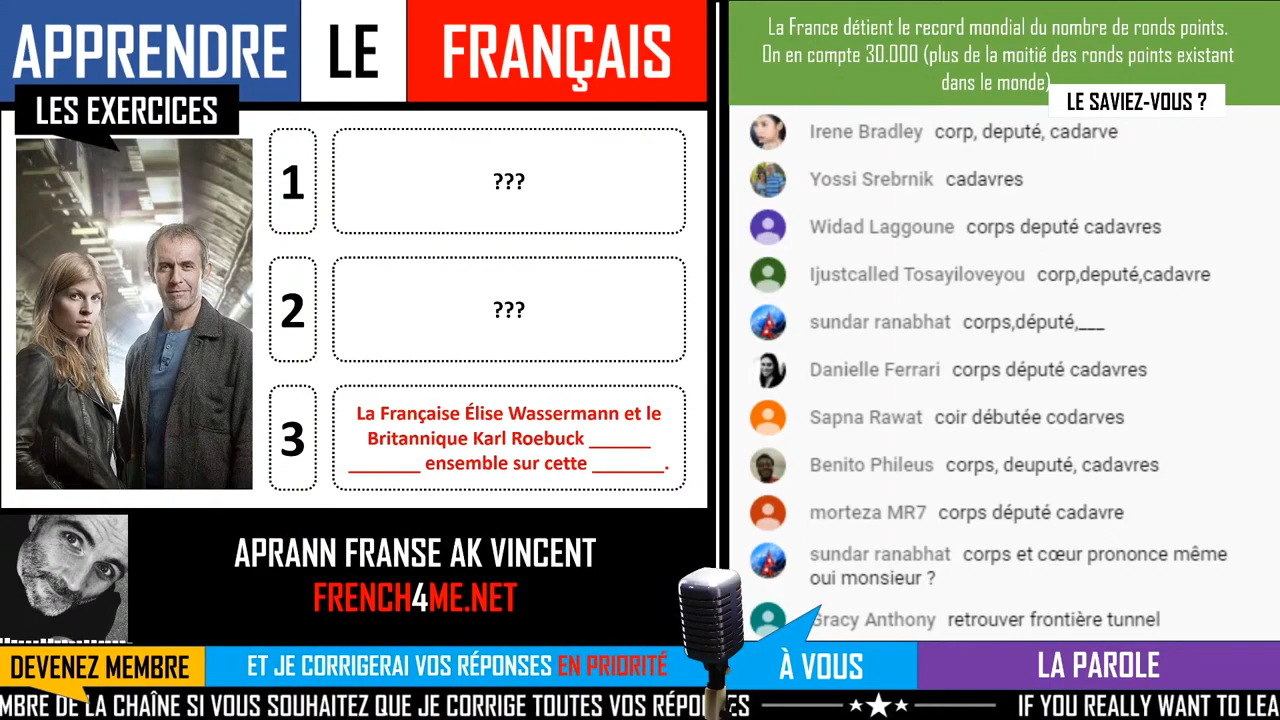 APPRENDRE LE FRANÇAIS
LES EXERCICES
1
???
2
???
3
La Française Élise Wassermann et le
Britannique Karl Roebuck ______
_______ ensemble sur cette _______.
APRANN FRANSE AK VINCENT
FRENCH4ME.NET
La France détient le record mondial du nombre de ronds points.
On en compte 30.000 (plus de la moitié des ronds points existant
dans le monde)
LE SAVIEZ-VOUS ?
Irene Bradley corp, deputé, cadarve
Yossi Srebrnik cadavres
Widad Laggoune corps deputé cadavres
Ijustcalled Tosayiloveyou corp,deputé,cadavre
sundar ranabhat corps,député,___
Danielle Ferrari corps député cadavres
Sapna Rawat coir débutée codarves
Benito Phileus corps, deuputé, cadavres
morteza MR7 corps député cadavre
sundar ranabhat corps et cœur prononce même
oui monsieur ?
Gracy Anthony retrouver frontière tunnel
DEVENEZ MEMBRE
ET JE CORRIGERAI VOS RÉPONSES EN PRIORITÉ
À VOUS
LA PAROLE
MBRE DE LA CHAÎNE SI VOUS SOUHAITEZ QUE JE CORRIGE TOUTES VOS RÉPONSES
IF YOU REALLY WANT TO LEA